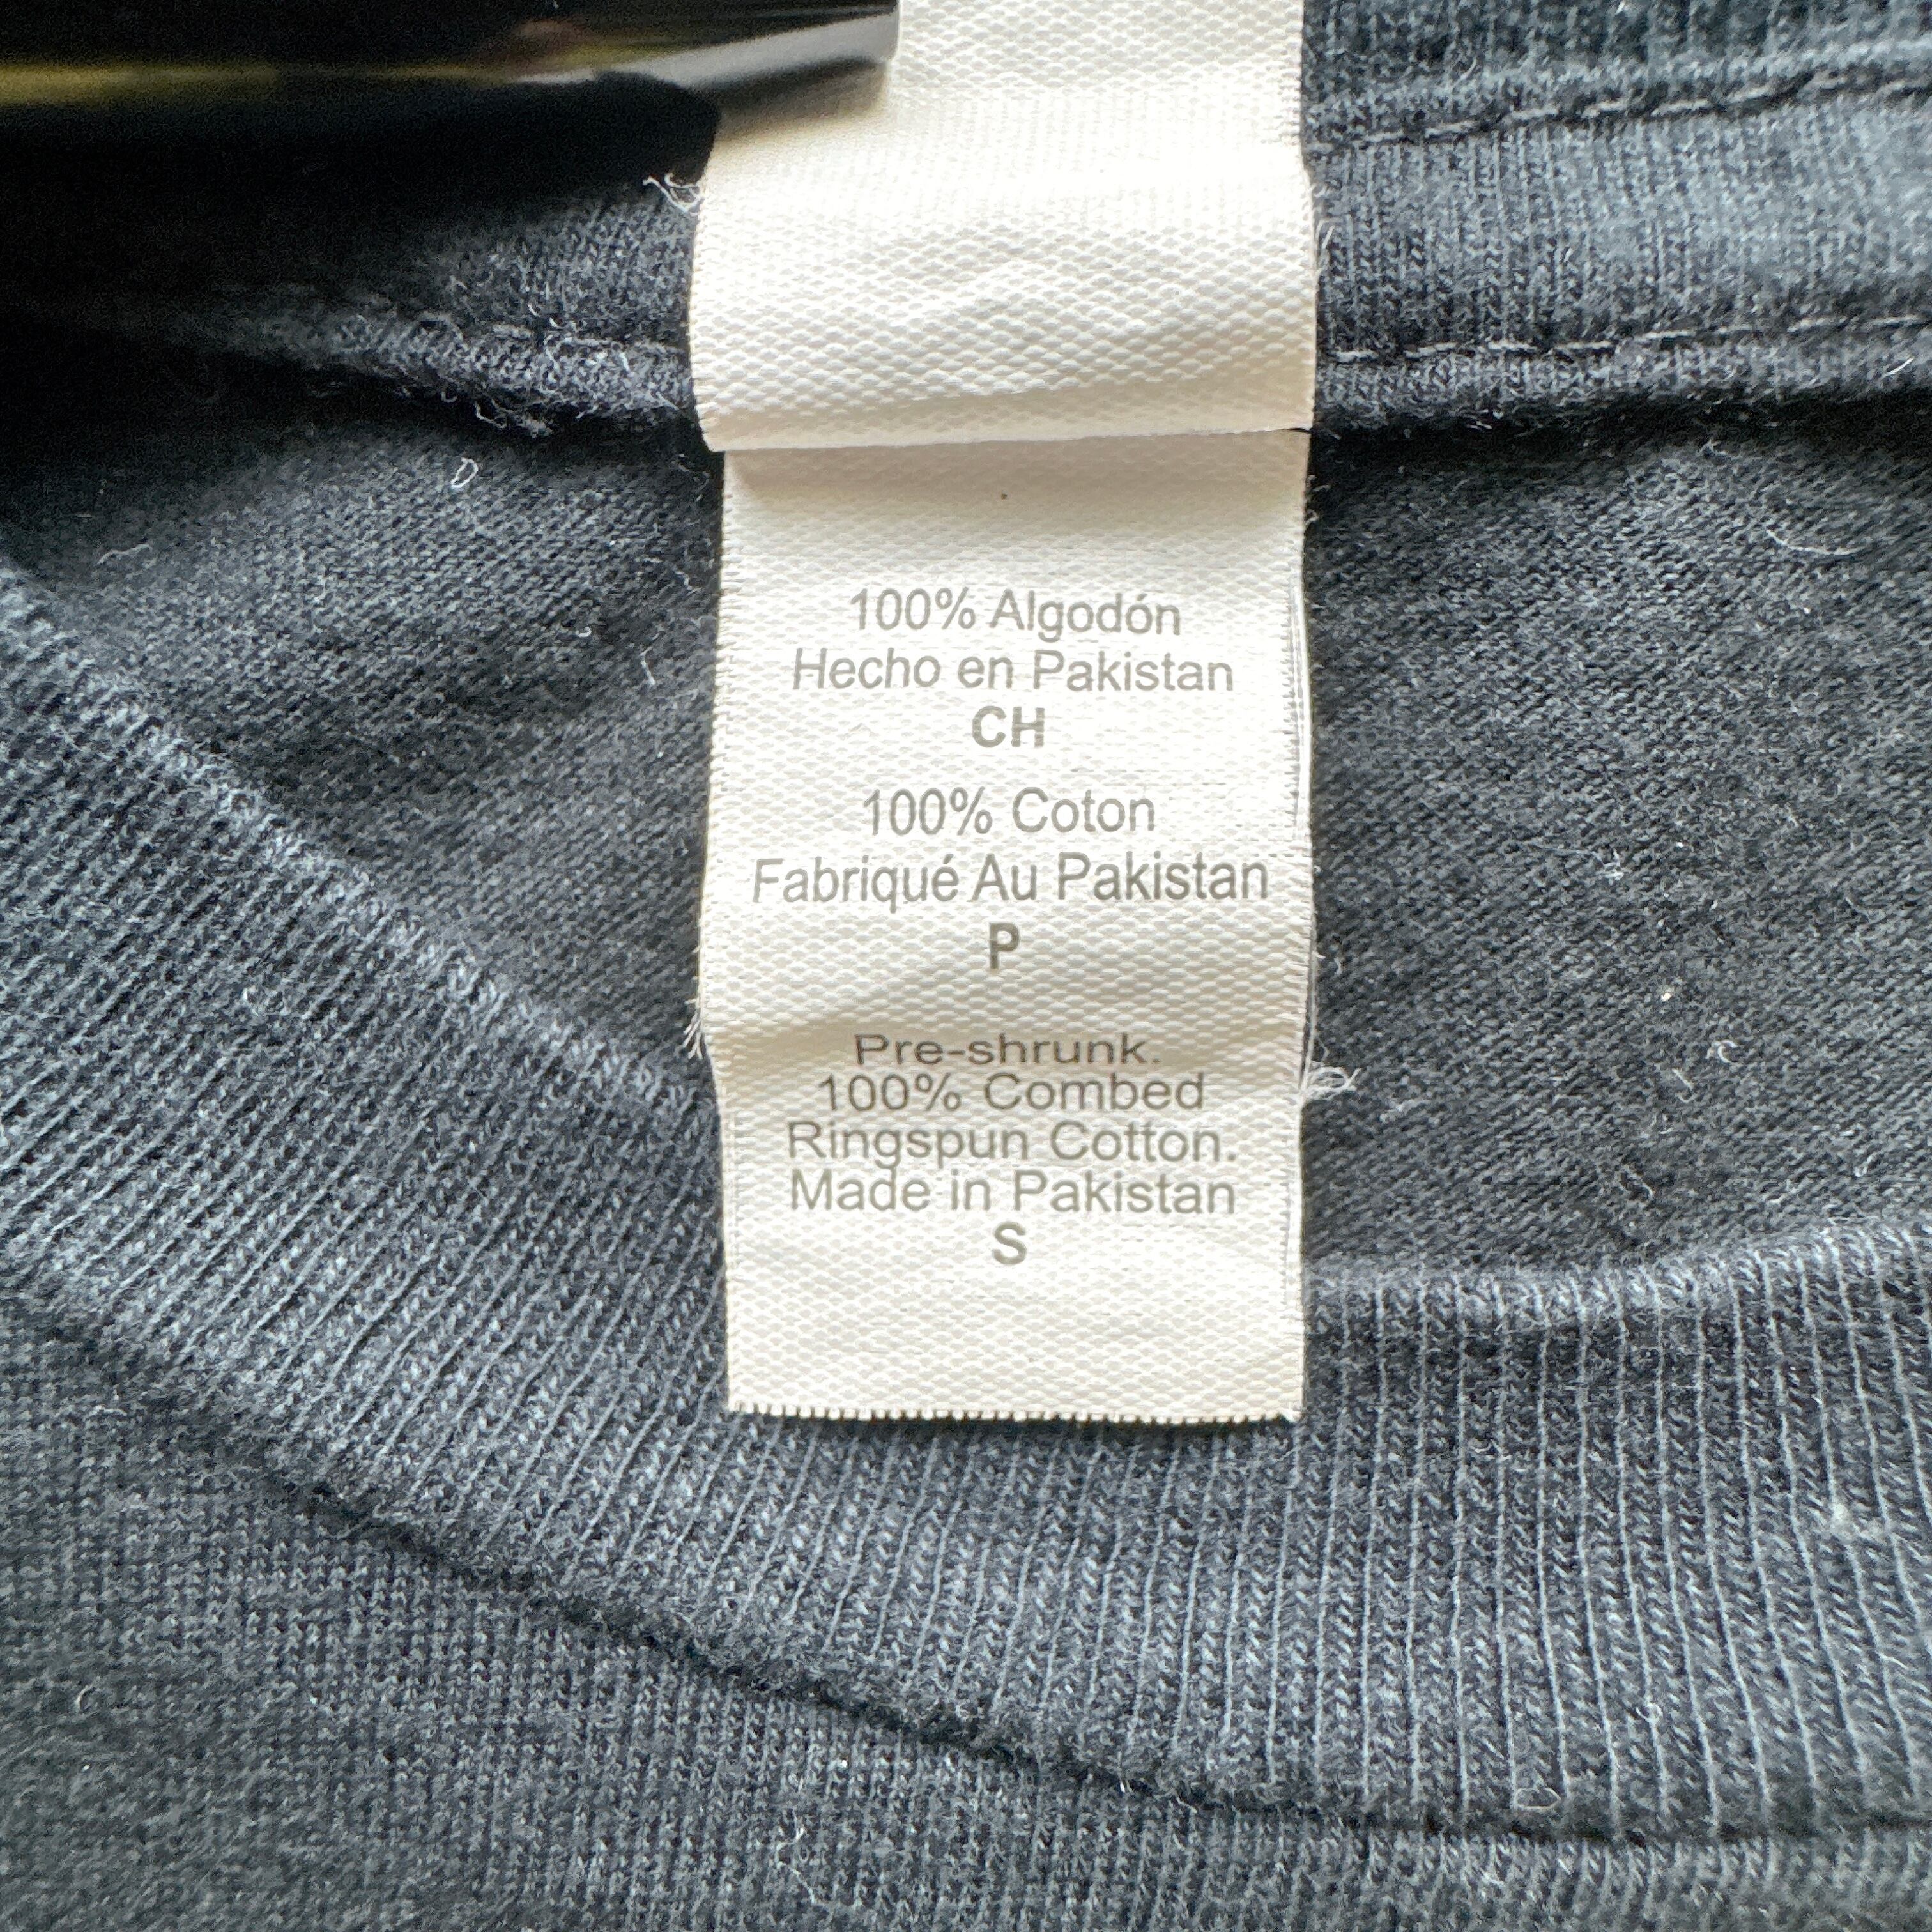 100% Algodón
Hecho en Pakistan
CH
100% Coton
Fabriqué Au Pakistan
P
Pre-shrunk.
100% Combed
Ringspun Cotton.
Made in Pakistan
S